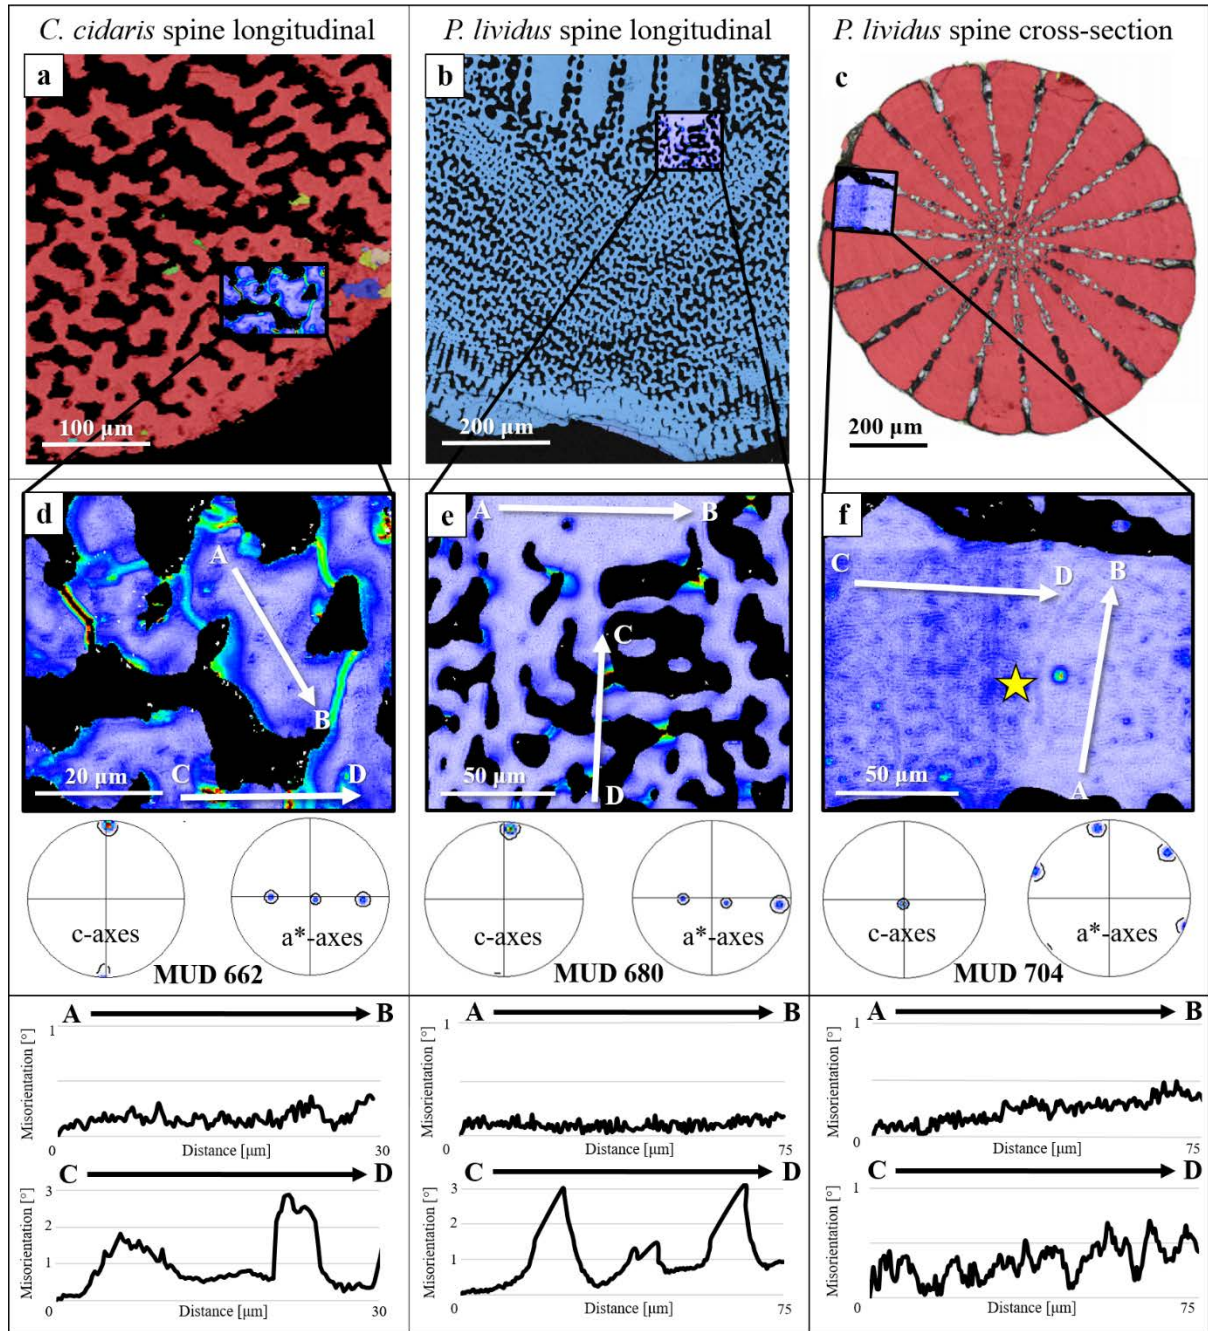 C. cidaris spine longitudinal
P. lividus spine longitudinal
P. lividus spine cross-section
a
b
c
100 μm
200 μm
200 μm
d
e
f
A
B
C
D
20 μm
A
B
C
D
50 μm
C
D
B
A
50 μm
c-axes
a*-axes
MUD 662
c-axes
a*-axes
MUD 680
c-axes
a*-axes
MUD 704
A B
1
Misorientation [°]
0 Distance [μm] 30
A B
1
Misorientation [°]
0 Distance [μm] 75
A B
1
Misorientation [°]
0 Distance [μm] 75
C D
3
2
1
Misorientation [°]
0 Distance [μm] 30
C D
3
2
1
Misorientation [°]
0 Distance [μm] 75
C D
1
Misorientation [°]
0 Distance [μm] 75